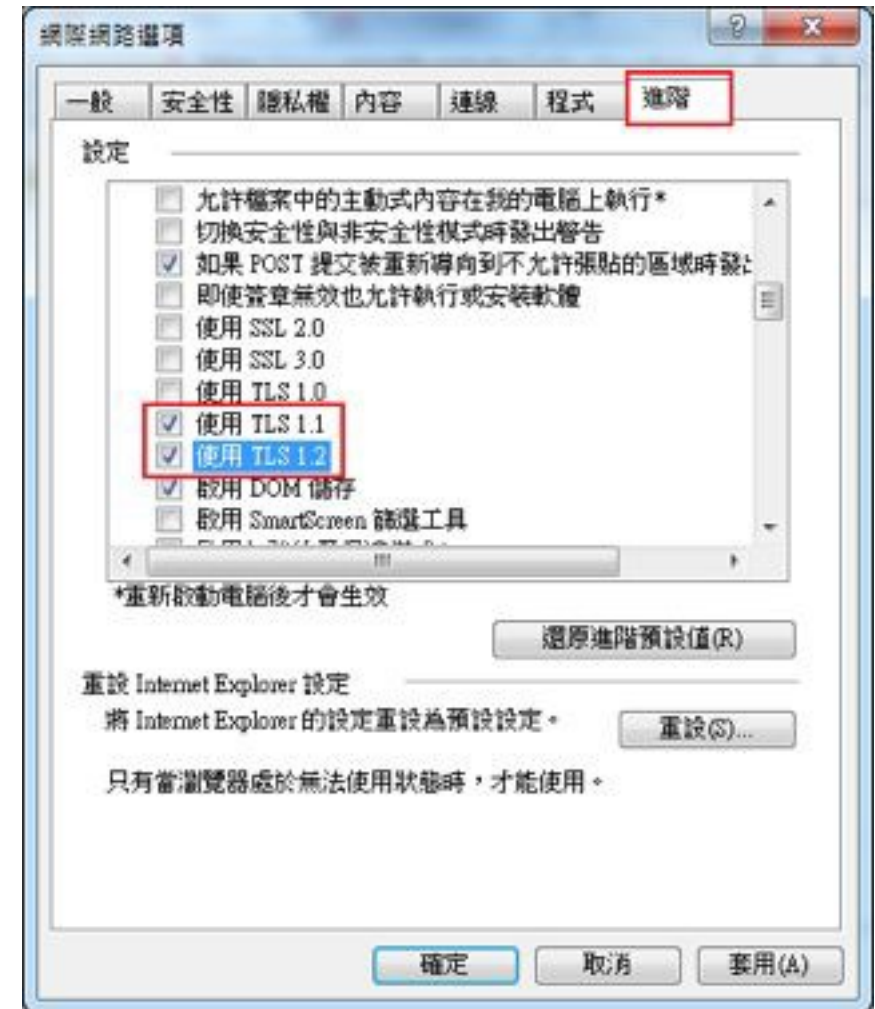 網際網路選項
一般 安全性 隱私權 內容 連線 程式 進階
設定
允許檔案中的主動式內容在我的電腦上執行*
切換安全性與非安全性模式時發出警告
如果 POST 提交被重新導向到不允許張貼的區域時發
即使簽章無效也允許執行或安裝軟體
使用 SSL 2.0
使用 SSL 3.0
使用 TLS 1.0
使用 TLS 1.1
使用 TLS 1.2
啟用 DOM 儲存
啟用 SmartScreen 篩選工具
*重新啟動電腦後才會生效
還原進階預設值(R)
重設 Internet Explorer 設定
將 Internet Explorer 的設定重設為預設設定。
重設(S)...
只有當瀏覽器處於無法使用狀態時,才能使用。
確定 取消 套用(A)